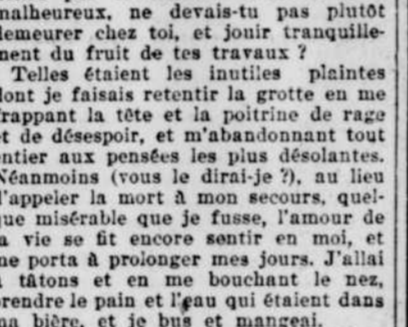 malheureux, ne devais-tu pas plutôt
demeurer chez toi, et jouir tranquille-
ment du fruit de tes travaux ?
Telles étaient les inutiles plaintes
dont je faisais retentir la grotte en me
frappant la tête et la poitrine de rage
et de désespoir, et m'abandonnant tout
entier aux pensées les plus désolantes.
Néanmoins (vous le dirai-je ?), au lieu
d'appeler la mort à mon secours, quel-
que misérable que je fusse, l'amour de
la vie se fit encore sentir en moi, et
me porta à prolonger mes jours. J'allai
à tâtons et en me bouchant le nez,
prendre le pain et l'eau qui étaient dans
ma bière, et je bus et mangeai.